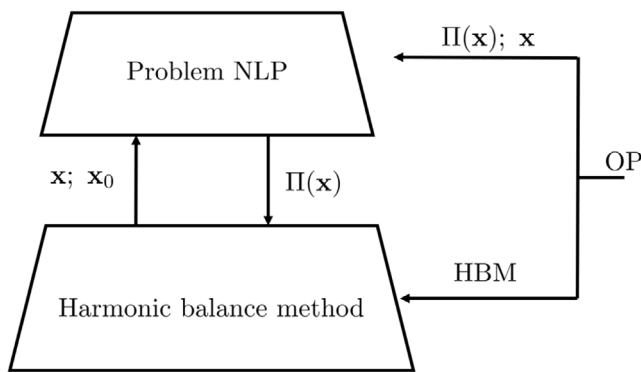 Π(x); x
Problem NLP
OP
x; x₀
Π(x)
HBM
Harmonic balance method